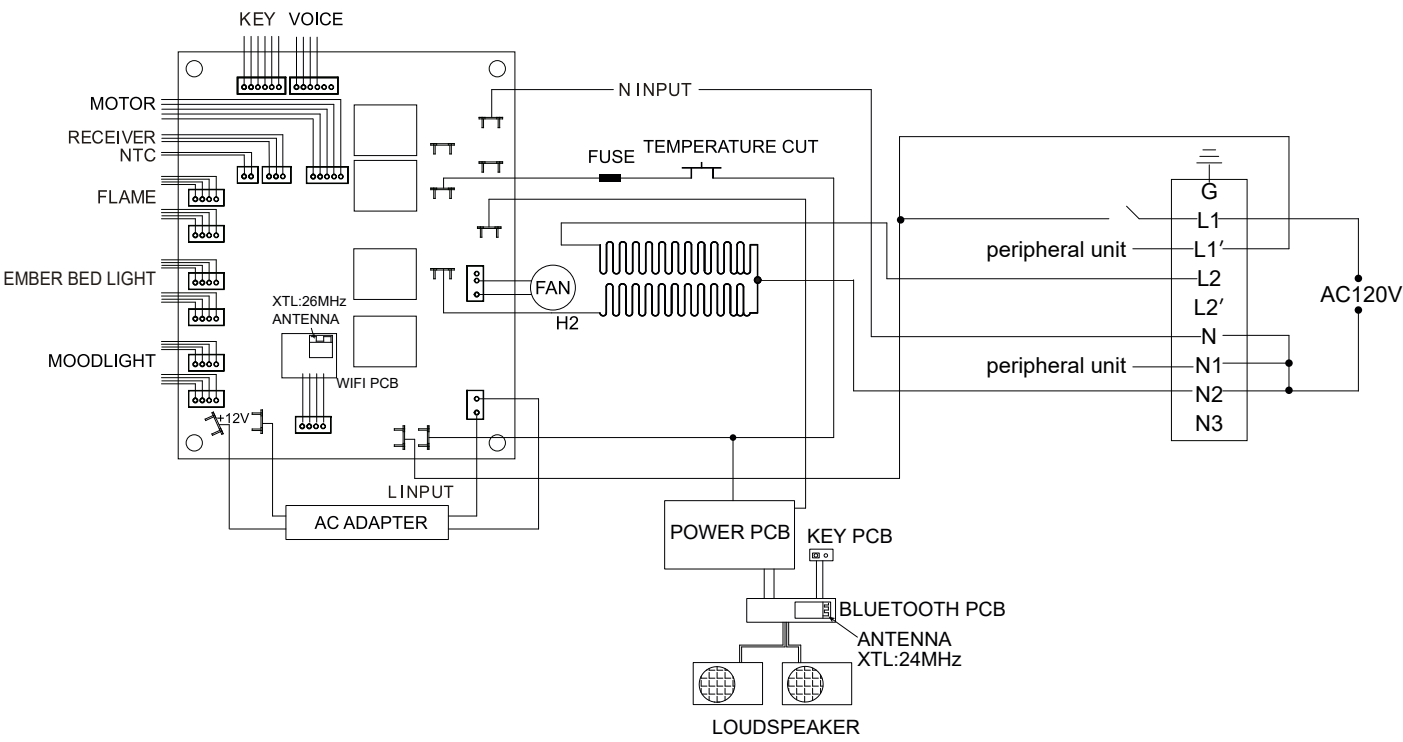 KEY VOICE
MOTOR
RECEIVER
NTC
FLAME
EMBER BED LIGHT
MOODLIGHT
XTL:26MHz
ANTENNA
WIFI PCB
+12V
N INPUT
FUSE
TEMPERATURE CUT
FAN
H2
L INPUT
AC ADAPTER
POWER PCB
KEY PCB
BLUETOOTH PCB
ANTENNA
XTL:24MHz
LOUDSPEAKER
G
L1
peripheral unit L1′
L2
L2′
N
peripheral unit N1
N2
N3
AC120V